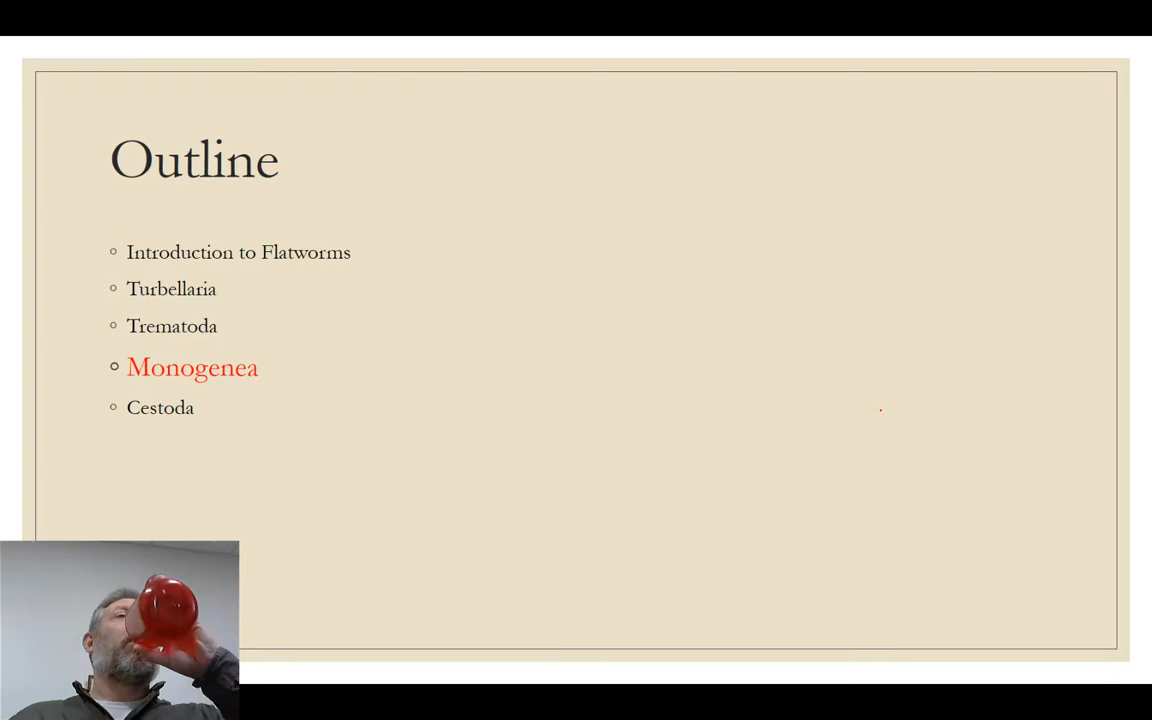 Outline
Introduction to Flatworms
Turbellaria
Trematoda
Monogenea
Cestoda